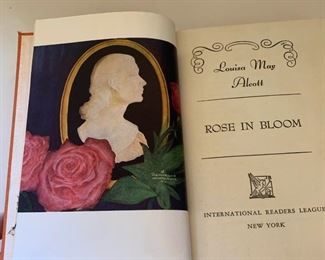 Louisa May
Alcott
ROSE IN BLOOM
INTERNATIONAL READERS LEAGUE
NEW YORK